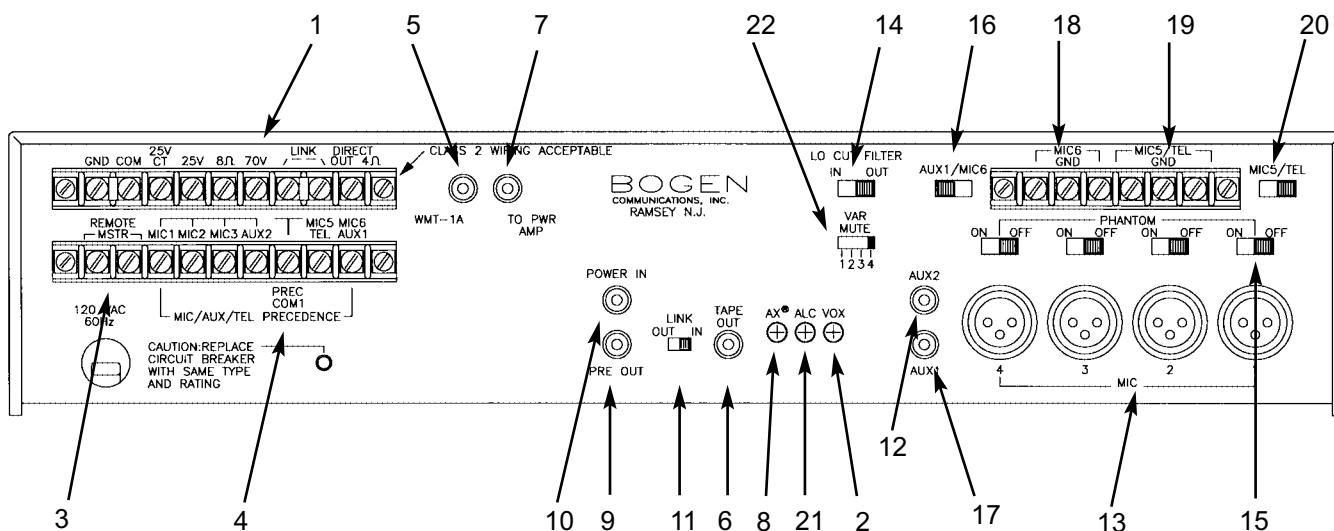 1 5 7 22 14 16 18 19 20
25V LINK DIRECT
GND COM CT 25V 8Ω 70V OUT 4Ω
CLASS 2 WIRING ACCEPTABLE
WMT-1A TO PWR
AMP
BOGEN
COMMUNICATIONS, INC.
RAMSEY N.J.
LO CUT FILTER
IN OUT
VAR
MUTE
1 2 3 4
AUX1/MIC6
MIC6
GND
MIC5/TEL
GND
MIC5/TEL
PHANTOM
ON OFF ON OFF
REMOTE
MSTR MIC1 MIC2 MIC3 AUX2 MIC5 MIC6
TEL AUX1
PREC
COM1
MIC/AUX/TEL PRECEDENCE
120 VAC
60Hz
CAUTION:REPLACE
CIRCUIT BREAKER
WITH SAME TYPE
AND RATING
POWER IN
PRE OUT
LINK
OUT IN
TAPE
OUT
AX® ALC VOX
AUX2
AUX1
4 3 2 1
MIC
3 4 10 9 11 6 8 21 2 12 17 13 15